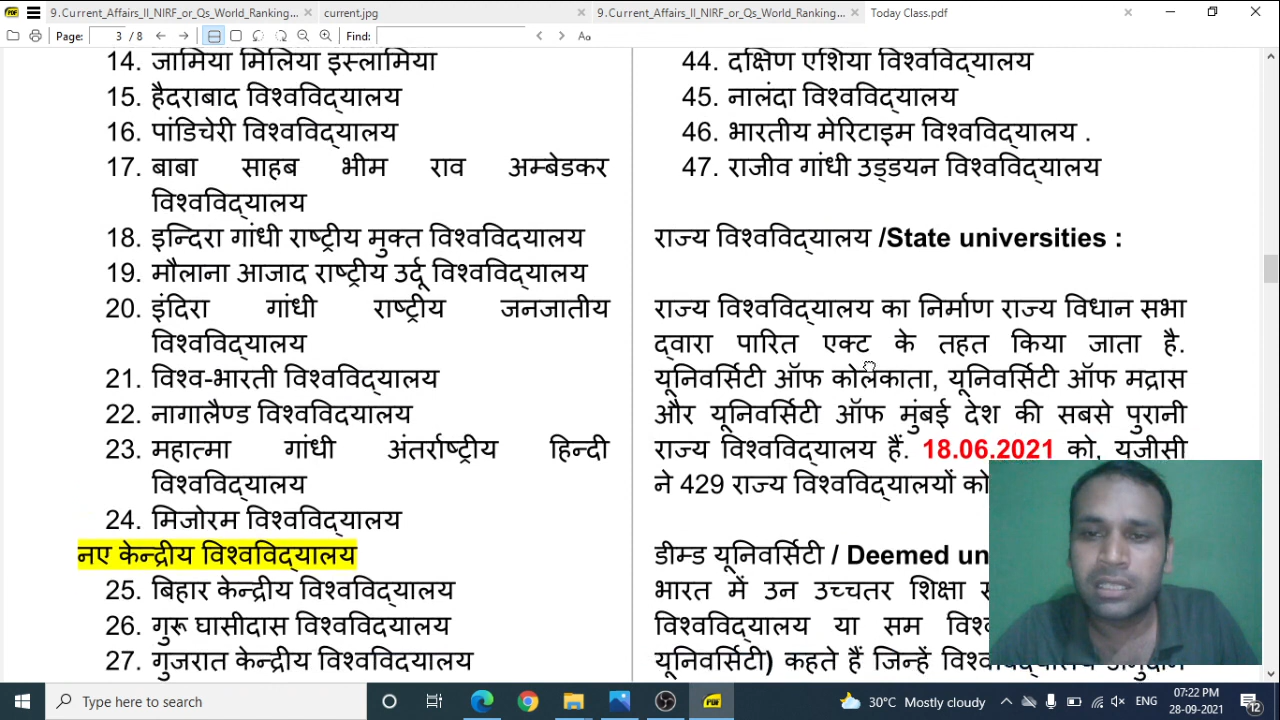 9.Current_Affairs_II_NIRF_or_Qs_World_Ranking...
current.jpg
9.Current_Affairs_II_NIRF_or_Qs_World_Ranking...
Today Class.pdf
Page: 3 / 8
Find:
Aa
14. जामिया मिलिया इस्लामिया
15. हैदराबाद विश्वविद्यालय
16. पांडिचेरी विश्वविद्यालय
17. बाबा साहब भीम राव अम्बेडकर
विश्वविद्यालय
18. इन्दिरा गांधी राष्ट्रीय मुक्त विश्वविदयालय
19. मौलाना आजाद राष्ट्रीय उर्दू विश्वविद्यालय
20. इंदिरा गांधी राष्ट्रीय जनजातीय
विश्वविद्यालय
21. विश्व-भारती विश्वविद्यालय
22. नागालैण्ड विश्वविदयालय
23. महात्मा गांधी अंतर्राष्ट्रीय हिन्दी
विश्वविद्यालय
24. मिजोरम विश्वविद्यालय
नए केन्द्रीय विश्वविद्यालय
25. बिहार केन्द्रीय विश्वविद्यालय
26. गुरू घासीदास विश्वविदयालय
27. गुजरात केन्द्रीय विश्वविदयालय
44. दक्षिण एशिया विश्वविद्यालय
45. नालंदा विश्वविद्यालय
46. भारतीय मेरिटाइम विश्वविद्यालय .
47. राजीव गांधी उड्डयन विश्वविद्यालय
राज्य विश्वविद्यालय /State universities :
राज्य विश्वविद्यालय का निर्माण राज्य विधान सभा
द्वारा पारित एक्ट के तहत किया जाता है.
यूनिवर्सिटी ऑफ कोलकाता, यूनिवर्सिटी ऑफ मद्रास
और यूनिवर्सिटी ऑफ मुंबई देश की सबसे पुरानी
राज्य विश्वविद्यालय हैं. 18.06.2021 को, यूजीसी
ने 429 राज्य विश्वविद्यालयों को
डीम्ड यूनिवर्सिटी / Deemed un
भारत में उन उच्चतर शिक्षा
विश्वविद्यालय या सम
यूनिवर्सिटी) कहते हैं जिन्हें
Type here to search
30°C Mostly cloudy
ENG
07:22 PM
28-09-2021
12